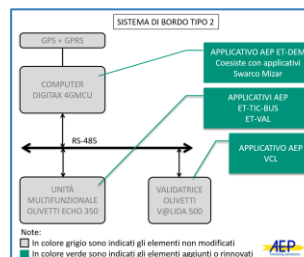 SISTEMA DI BORDO TIPO 2
GPS + GPRS
COMPUTER
DIGITAX 4GMCU
APPLICATIVO AEP ET-DEM
Coesiste con applicativi
Swarco Mizar
APPLICATIVI AEP
ET-TIC-BUS
ET-VAL
RS-485
APPLICATIVO AEP
VCL
UNITÀ
MULTIFUNZIONALE
OLIVETTI ECHO 350
VALIDATRICE
OLIVETTI
V@LIDA 500
Note:
In colore grigio sono indicati gli elementi non modificati
In colore verde sono indicati gli elementi aggiunti o rinnovati
AEP